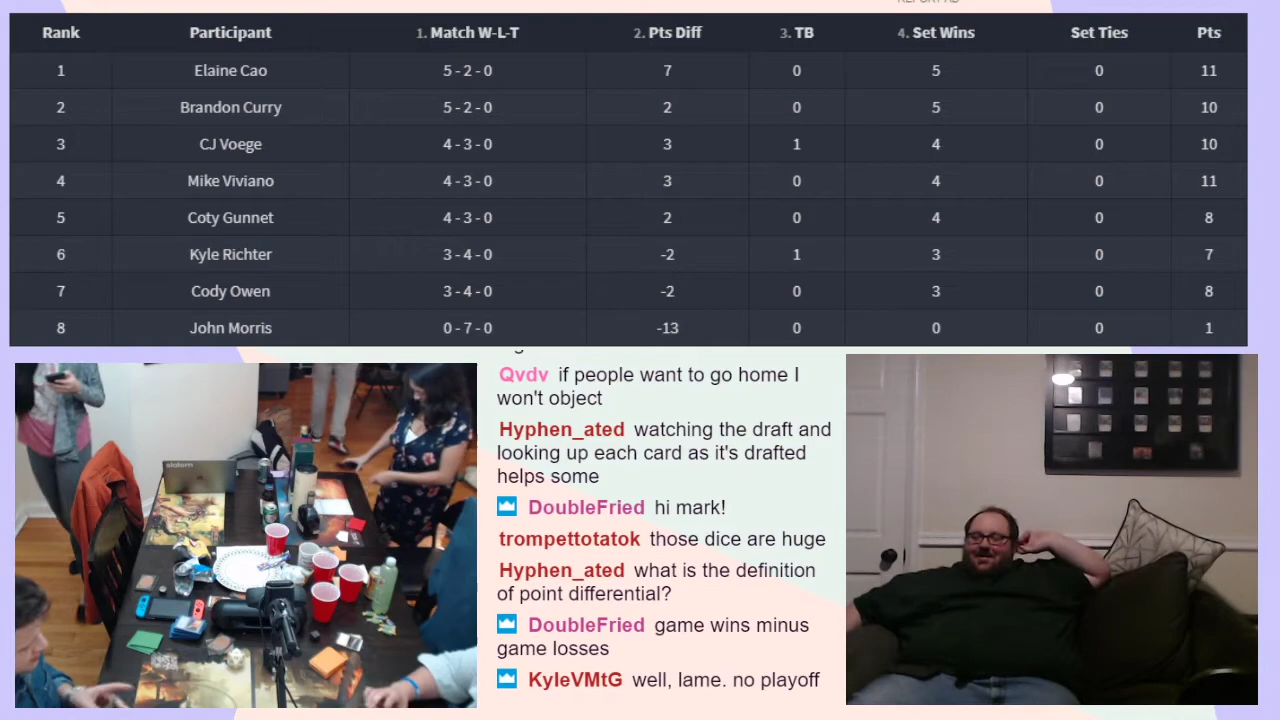 Rank Participant 1. Match W-L-T 2. Pts Diff 3. TB 4. Set Wins Set Ties Pts
1 Elaine Cao 5 - 2 - 0 7 0 5 0 11
2 Brandon Curry 5 - 2 - 0 2 0 5 0 10
3 CJ Voege 4 - 3 - 0 3 1 4 0 10
4 Mike Viviano 4 - 3 - 0 3 0 4 0 11
5 Coty Gunnet 4 - 3 - 0 2 0 4 0 8
6 Kyle Richter 3 - 4 - 0 -2 1 3 0 7
7 Cody Owen 3 - 4 - 0 -2 0 3 0 8
8 John Morris 0 - 7 - 0 -13 0 0 0 1
Qvdv if people want to go home I
won't object
Hyphen_ated watching the draft and
looking up each card as it's drafted
helps some
DoubleFried hi mark!
trompettotatok those dice are huge
Hyphen_ated what is the definition
of point differential?
DoubleFried game wins minus
game losses
KyleVMtG well, lame. no playoff